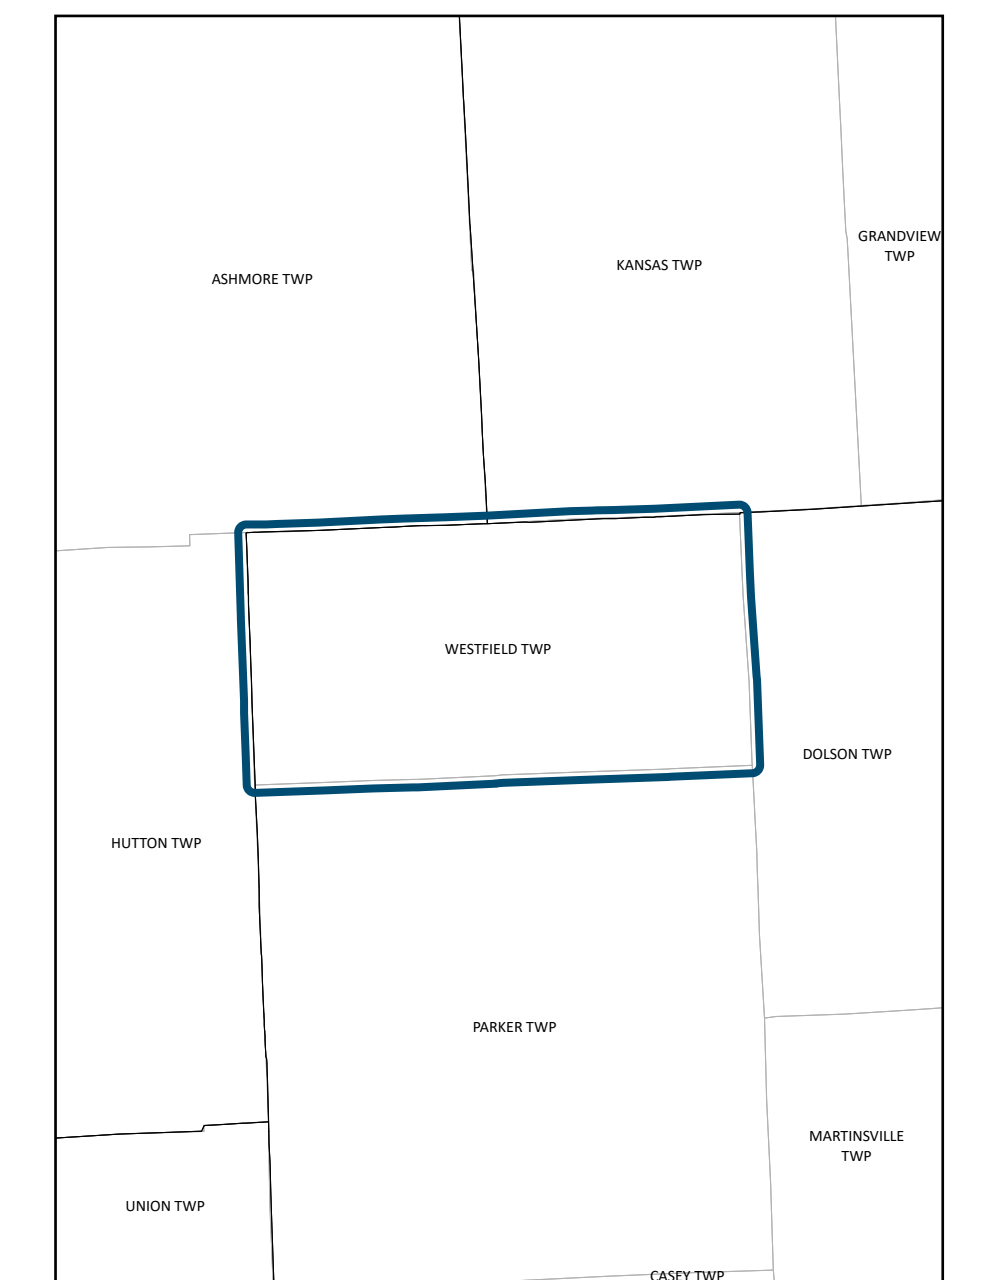 GRANDVIEW
TWP
KANSAS TWP
ASHMORE TWP
WESTFIELD TWP
DOLSON TWP
HUTTON TWP
PARKER TWP
MARTINSVILLE
TWP
UNION TWP
CASEY TWP